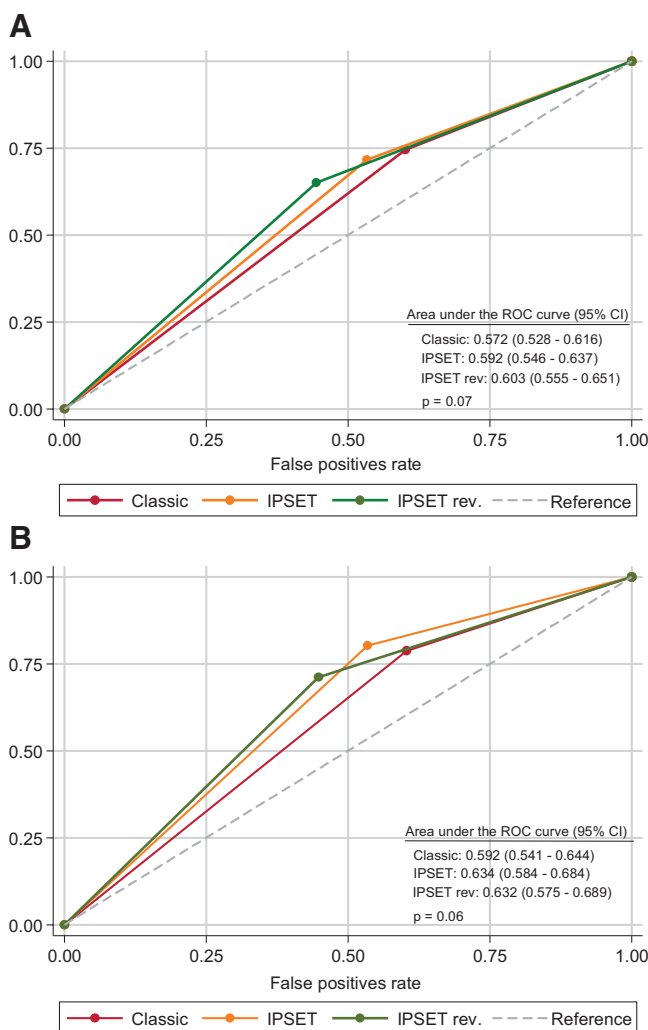 A
1.00
0.75
0.50
0.25
0.00
Area under the ROC curve (95% CI)
Classic: 0.572 (0.528 - 0.616)
IPSET: 0.592 (0.546 - 0.637)
IPSET rev: 0.603 (0.555 - 0.651)
p = 0.07
0.00 0.25 0.50 0.75 1.00
False positives rate
Classic IPSET IPSET rev. Reference
B
1.00
0.75
0.50
0.25
0.00
Area under the ROC curve (95% CI)
Classic: 0.592 (0.541 - 0.644)
IPSET: 0.634 (0.584 - 0.684)
IPSET rev: 0.632 (0.575 - 0.689)
p = 0.06
0.00 0.25 0.50 0.75 1.00
False positives rate
Classic IPSET IPSET rev. Reference